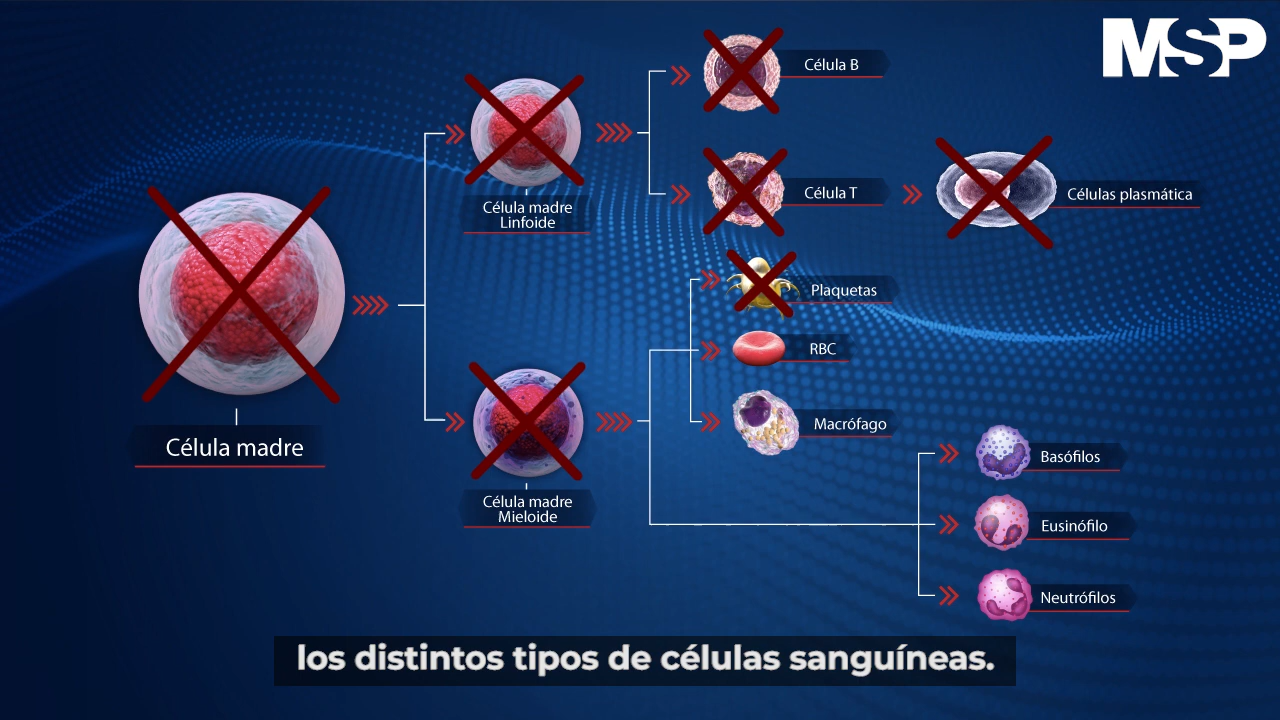 MSP
Célula B
Célula T
Células plasmática
Célula madre
Linfoide
Plaquetas
RBC
Macrófago
Célula madre
Célula madre
Mieloide
Basófilos
Eusinófilo
Neutrófilos
los distintos tipos de células sanguíneas.